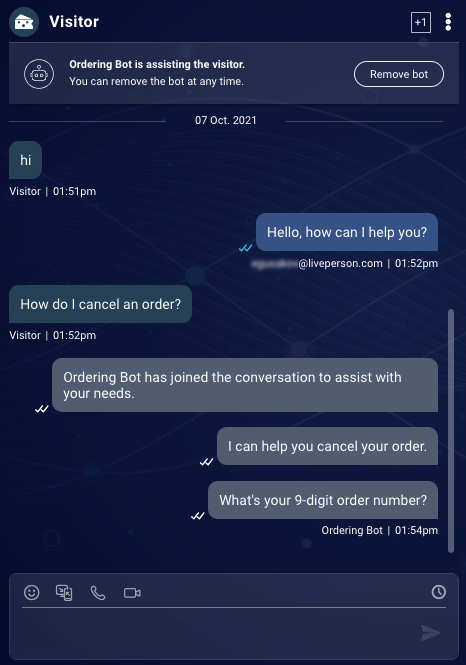 Visitor
+1
Ordering Bot is assisting the visitor.
You can remove the bot at any time.
Remove bot
07 Oct. 2021
hi
Visitor | 01:51pm
Hello, how can I help you?
@liveperson.com | 01:52pm
How do I cancel an order?
Visitor | 01:52pm
Ordering Bot has joined the conversation to assist with
your needs.
I can help you cancel your order.
What's your 9-digit order number?
Ordering Bot | 01:54pm